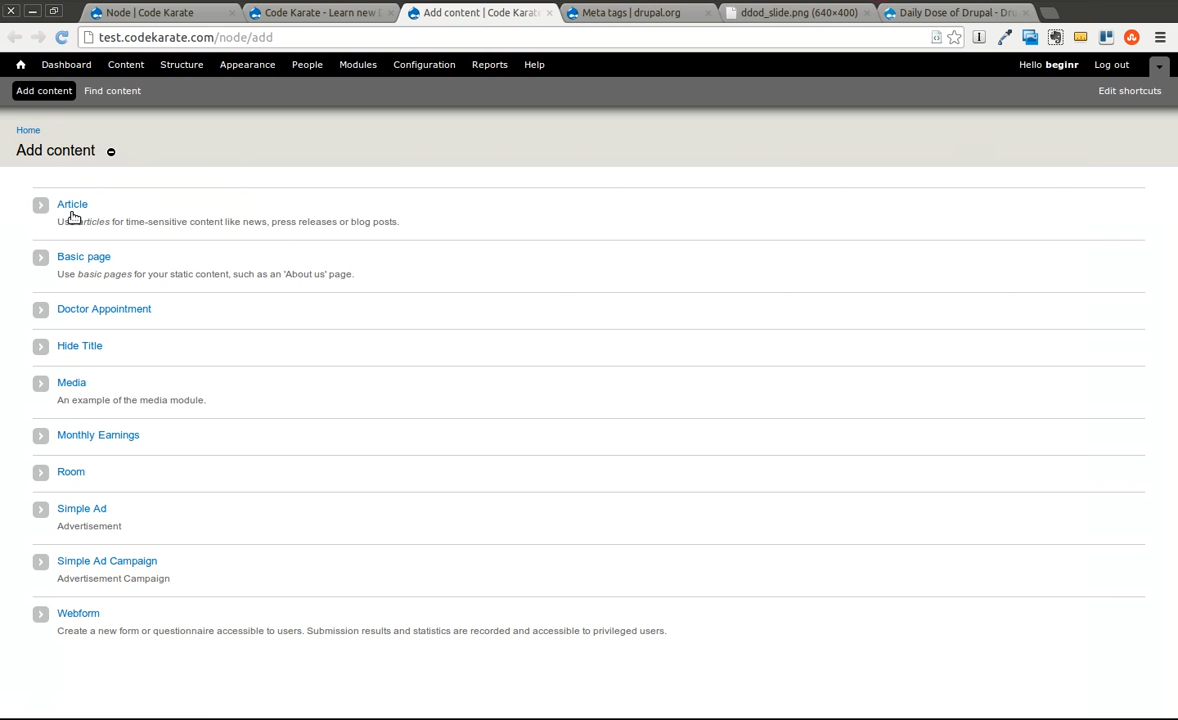 Node | Code Karate
Code Karate - Learn new D
Add content | Code Karat
Meta tags | drupal.org
ddod_slide.png (640×400)
Daily Dose of Drupal - Dru
test.codekarate.com/node/add
Dashboard Content Structure Appearance People Modules Configuration Reports Help Hello beginr Log out
Add content Find content Edit shortcuts
Home
Add content
Article
Use articles for time-sensitive content like news, press releases or blog posts.
Basic page
Use basic pages for your static content, such as an 'About us' page.
Doctor Appointment
Hide Title
Media
An example of the media module.
Monthly Earnings
Room
Simple Ad
Advertisement
Simple Ad Campaign
Advertisement Campaign
Webform
Create a new form or questionnaire accessible to users. Submission results and statistics are recorded and accessible to privileged users.